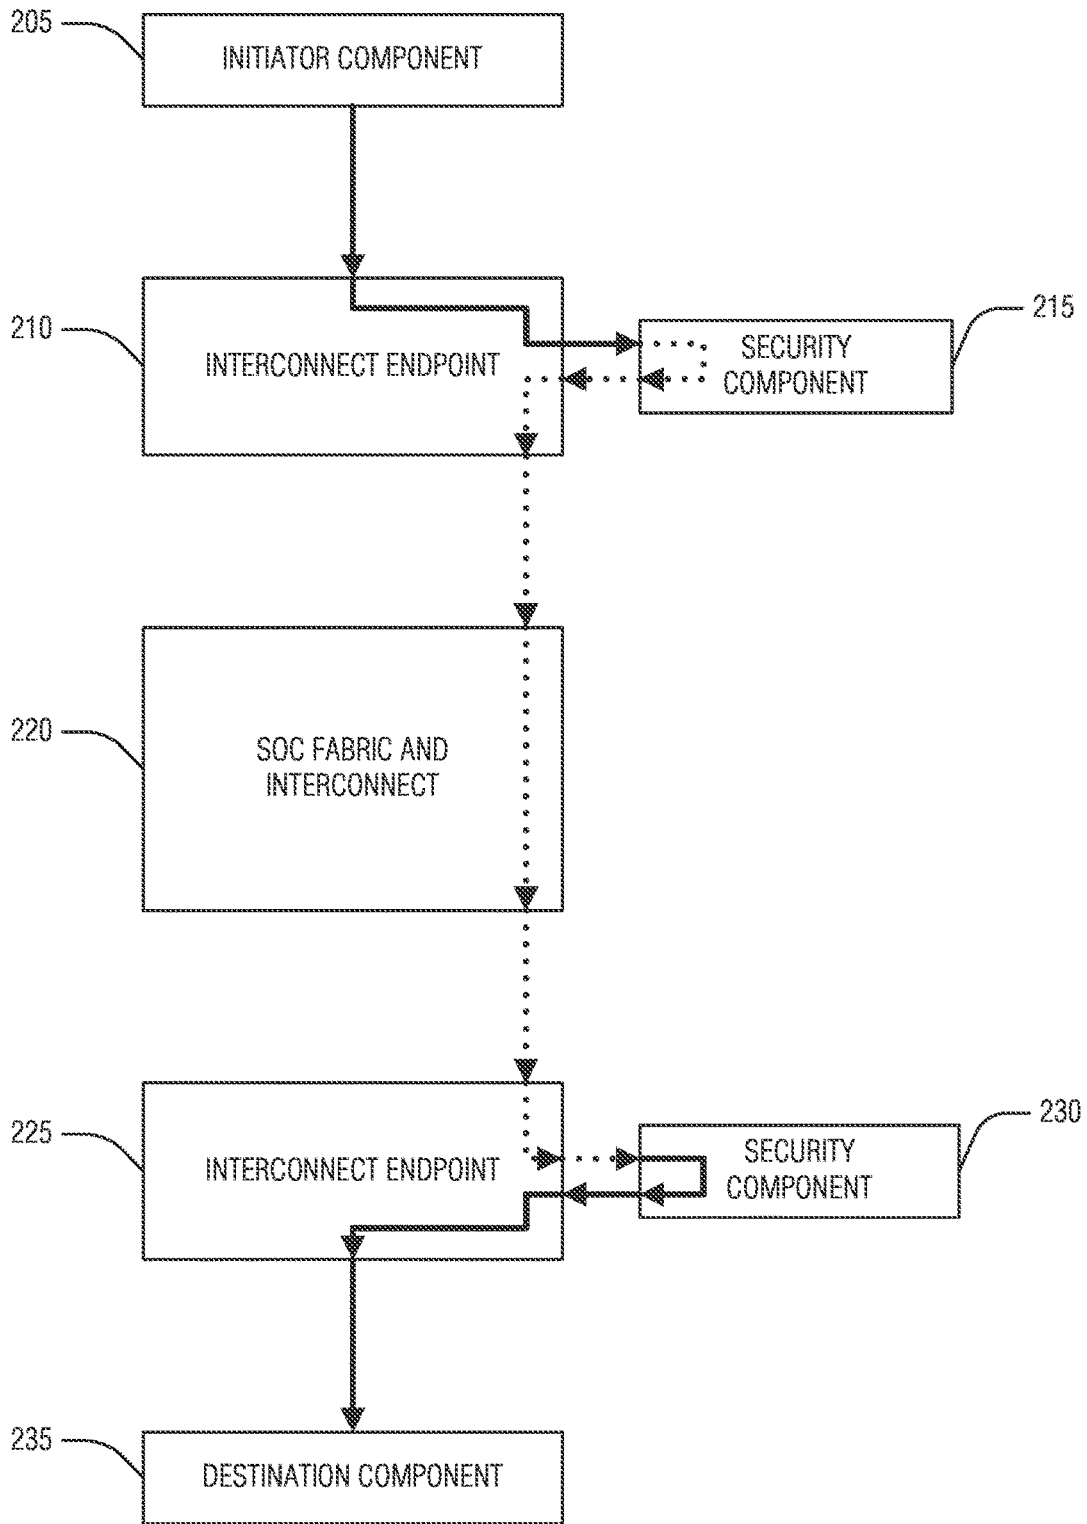 205
INITIATOR COMPONENT
210
INTERCONNECT ENDPOINT
215
SECURITY
COMPONENT
220
SOC FABRIC AND
INTERCONNECT
225
INTERCONNECT ENDPOINT
230
SECURITY
COMPONENT
235
DESTINATION COMPONENT